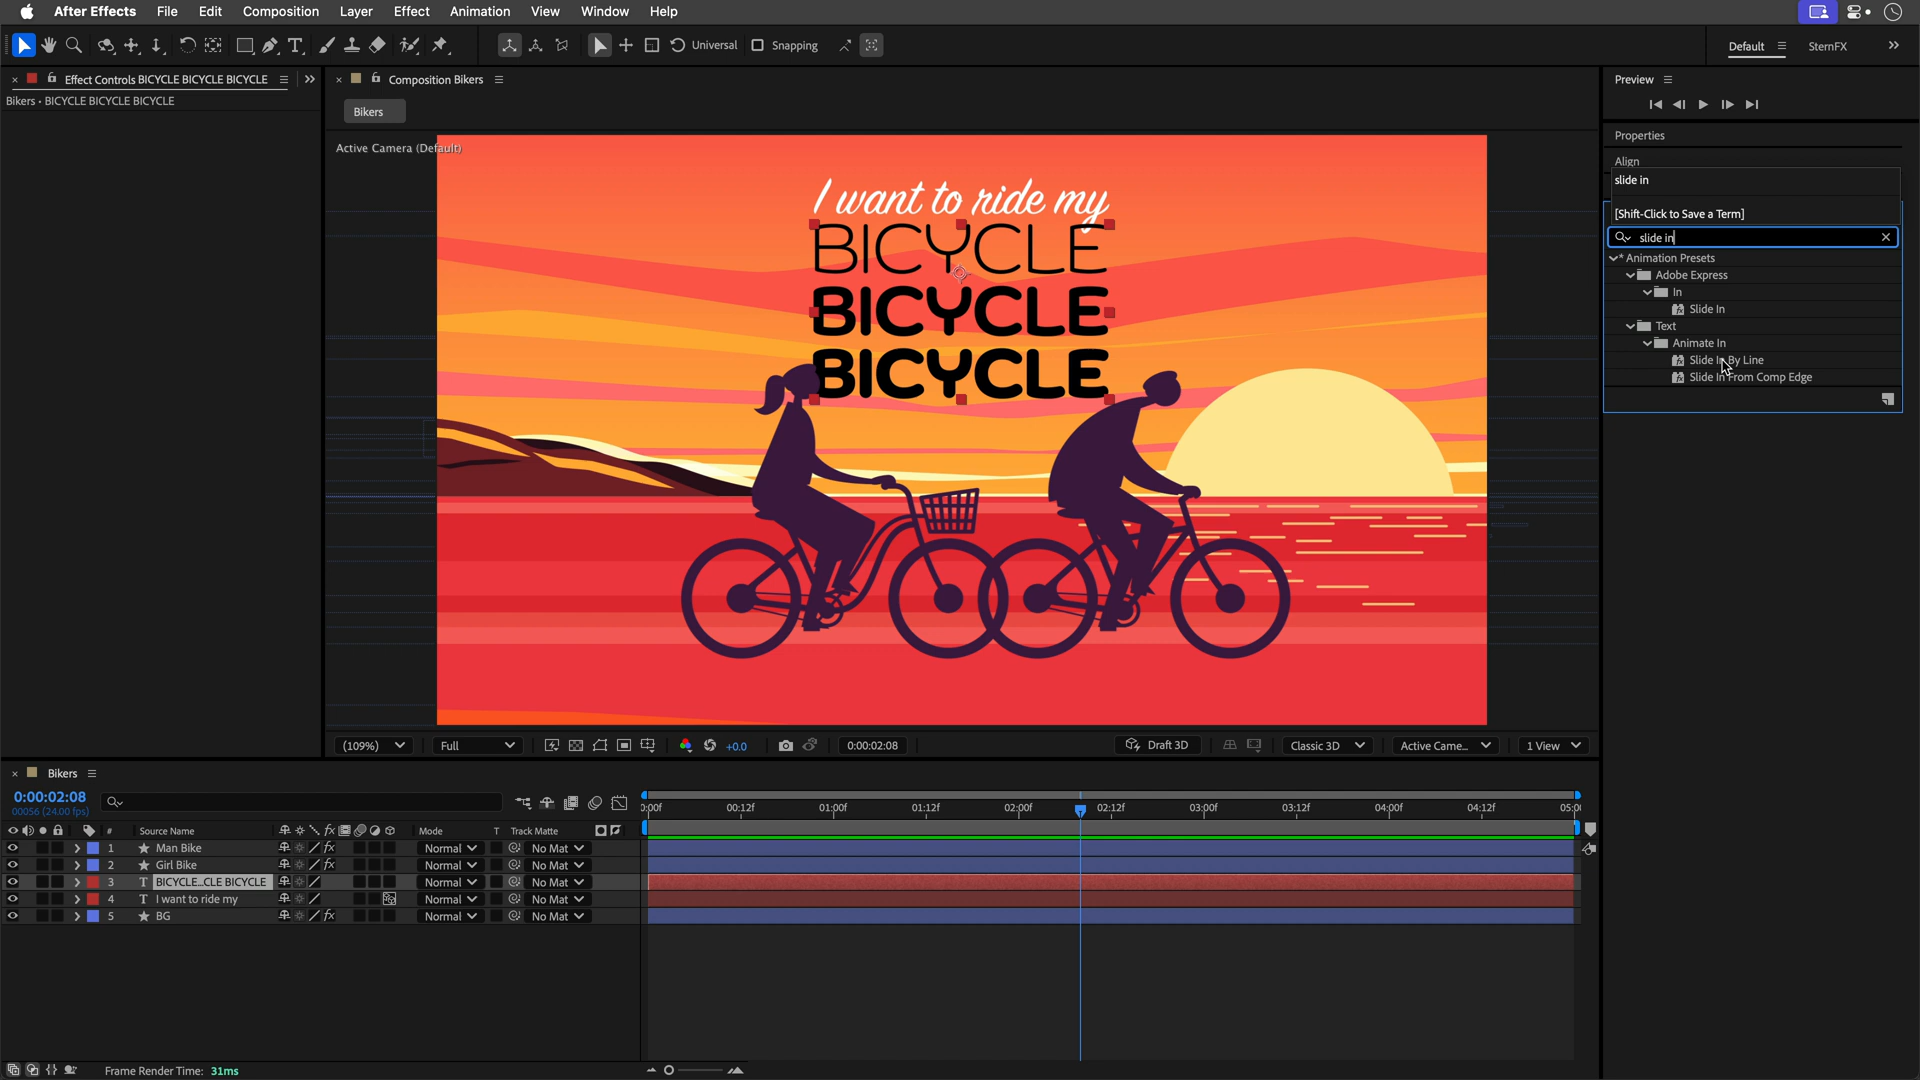 After Effects File Edit Composition Layer Effect Animation View Window Help
Universal Snapping Default SternFX
Effect Controls BICYCLE BICYCLE BICYCLE
Bikers • BICYCLE BICYCLE BICYCLE
Composition Bikers
Bikers
Active Camera (Default)
I want to ride my
BICYCLE
BICYCLE
BICYCLE
(109%) Full +0.0 0:00:02:08 Draft 3D Classic 3D Active Came... 1 View
Preview
Properties
Align
slide in
[Shift-Click to Save a Term]
slide in
* Animation Presets
Adobe Express
In
Slide In
Text
Animate In
Slide In By Line
Slide In From Comp Edge
Bikers
0:00:02:08
00056 (24.00 fps)
# Source Name Mode T Track Matte
1 Man Bike Normal No Mat
2 Girl Bike Normal No Mat
3 T BICYCLE...CLE BICYCLE Normal No Mat
4 T I want to ride my Normal No Mat
5 BG Normal No Mat
0:00f 00:12f 01:00f 01:12f 02:00f 02:12f 03:00f 03:12f 04:00f 04:12f 05:00
Frame Render Time: 31ms